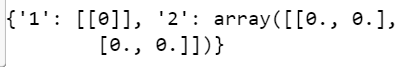 {'1': [[0]], '2': array([[0., 0.],
       [0., 0.]])}